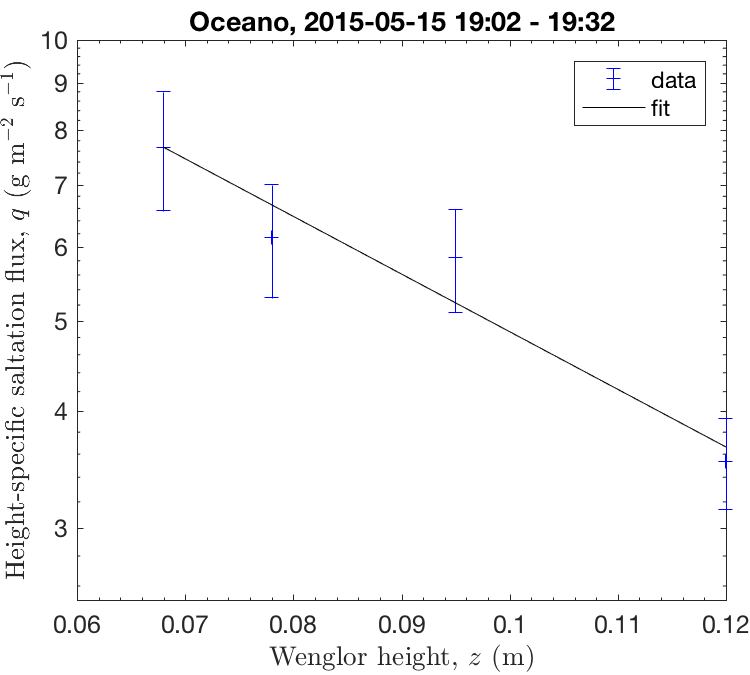 Oceano, 2015-05-15 19:02 - 19:32
Height-specific saltation flux, q (g m⁻² s⁻¹)
10
9
8
7
6
5
4
3
data
fit
0.06 0.07 0.08 0.09 0.1 0.11 0.12
Wenglor height, z (m)